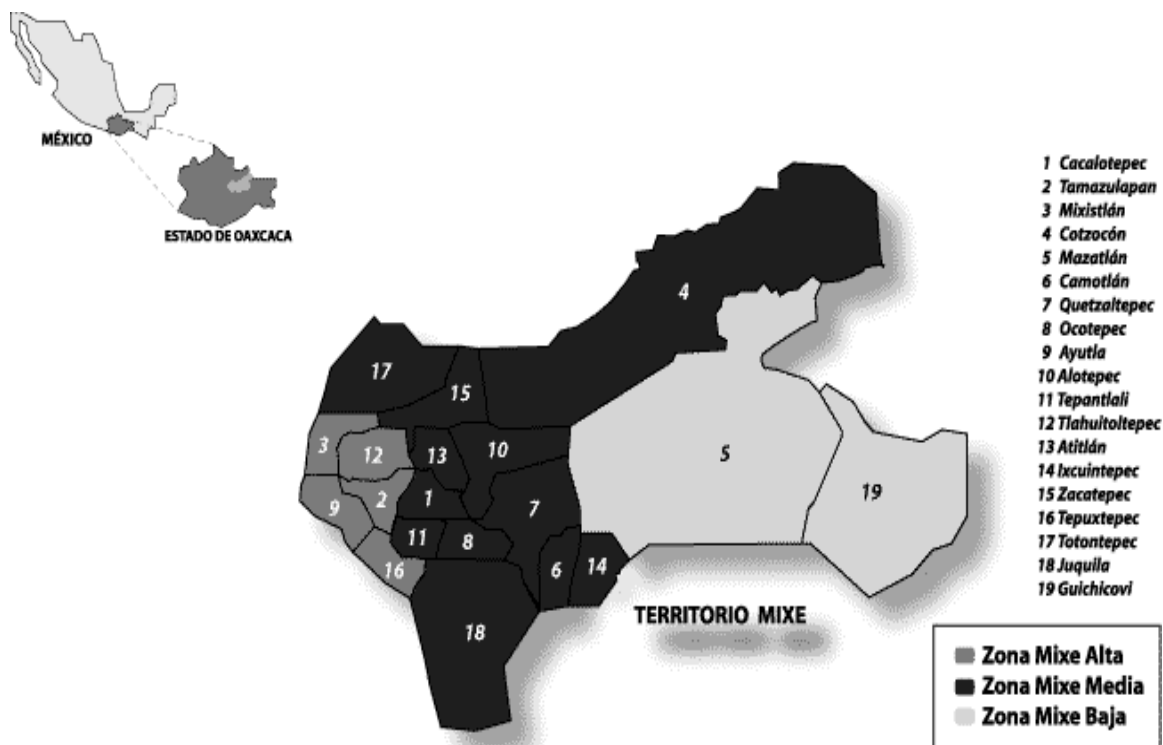 MÉXICO
ESTADO DE OAXCACA
1 Cacalotepec
2 Tamazulapan
3 Mixistlán
4 Cotzocón
5 Mazatlán
6 Camotlán
7 Quetzaltepec
8 Ocotepec
9 Ayutla
10 Alotepec
11 Tepantlali
12 Tlahuitoltepec
13 Atitlán
14 Ixcuintepec
15 Zacatepec
16 Tepuxtepec
17 Totontepec
18 Juquila
19 Guichicovi
4
17
15
3
12
13
10
5
19
9
2
1
7
11
8
16
6
14
18
TERRITORIO MIXE
Zona Mixe Alta
Zona Mixe Media
Zona Mixe Baja